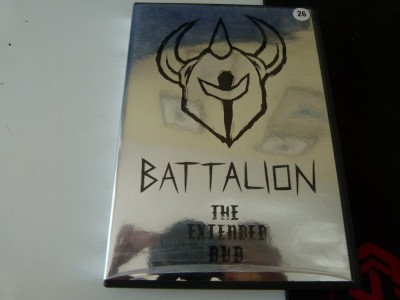 26
BATTALION
THE
EXTENDED
DVD